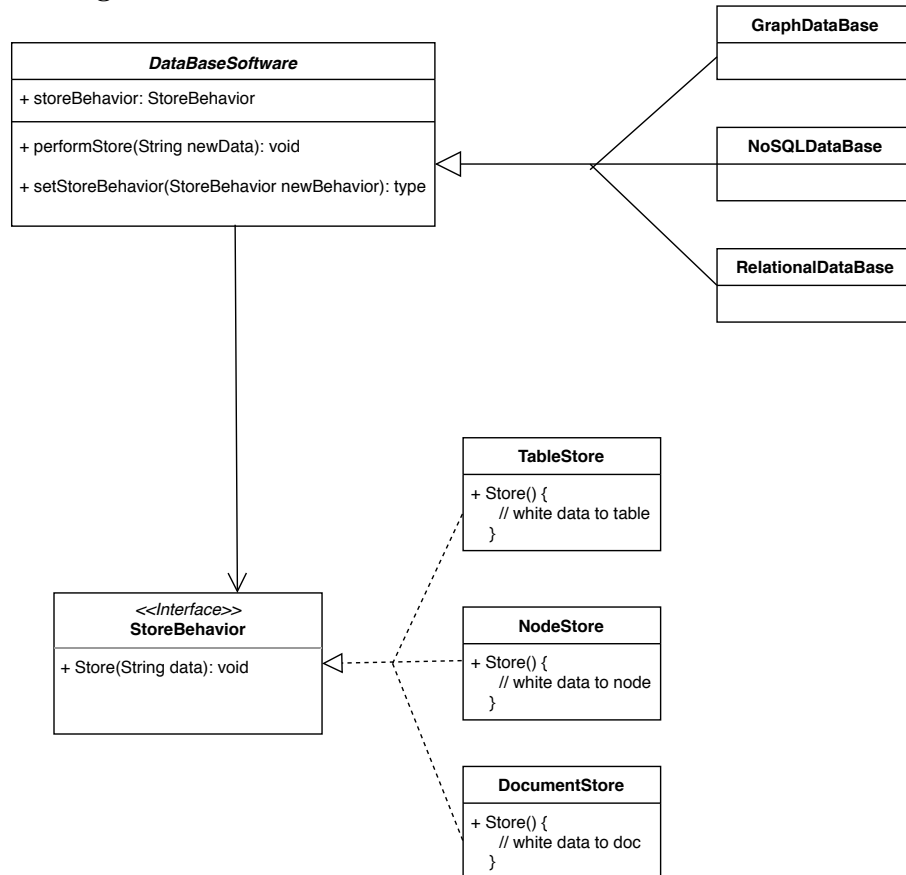 DataBaseSoftware
+ storeBehavior: StoreBehavior
+ performStore(String newData): void
+ setStoreBehavior(StoreBehavior newBehavior): type
GraphDataBase
NoSQLDataBase
RelationalDataBase
TableStore
+ Store() {
// white data to table
}
<<Interface>>
StoreBehavior
+ Store(String data): void
NodeStore
+ Store() {
// white data to node
}
DocumentStore
+ Store() {
// white data to doc
}